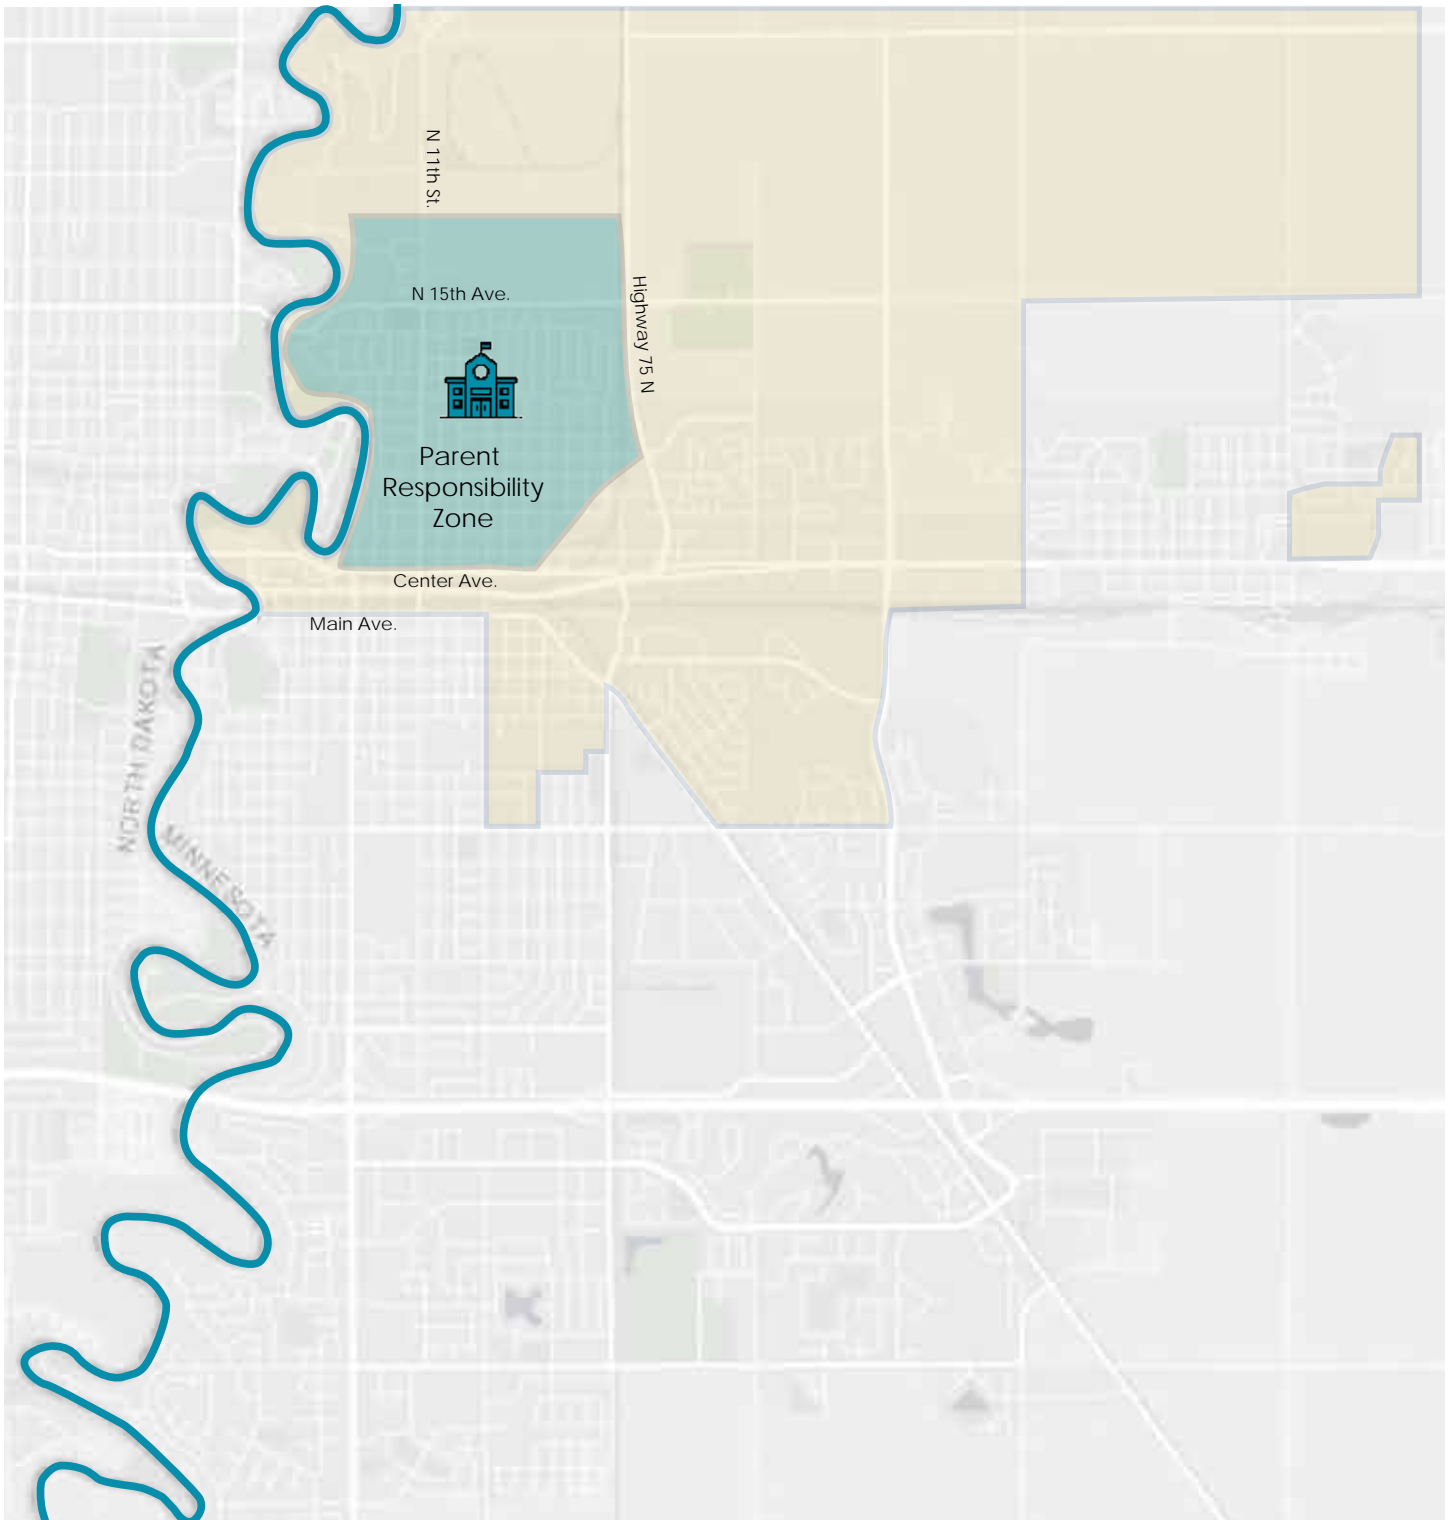 N 11th St.
N 15th Ave.
Highway 75 N
Parent
Responsibility
Zone
Center Ave.
Main Ave.
NORTH DAKOTA
MINNESOTA